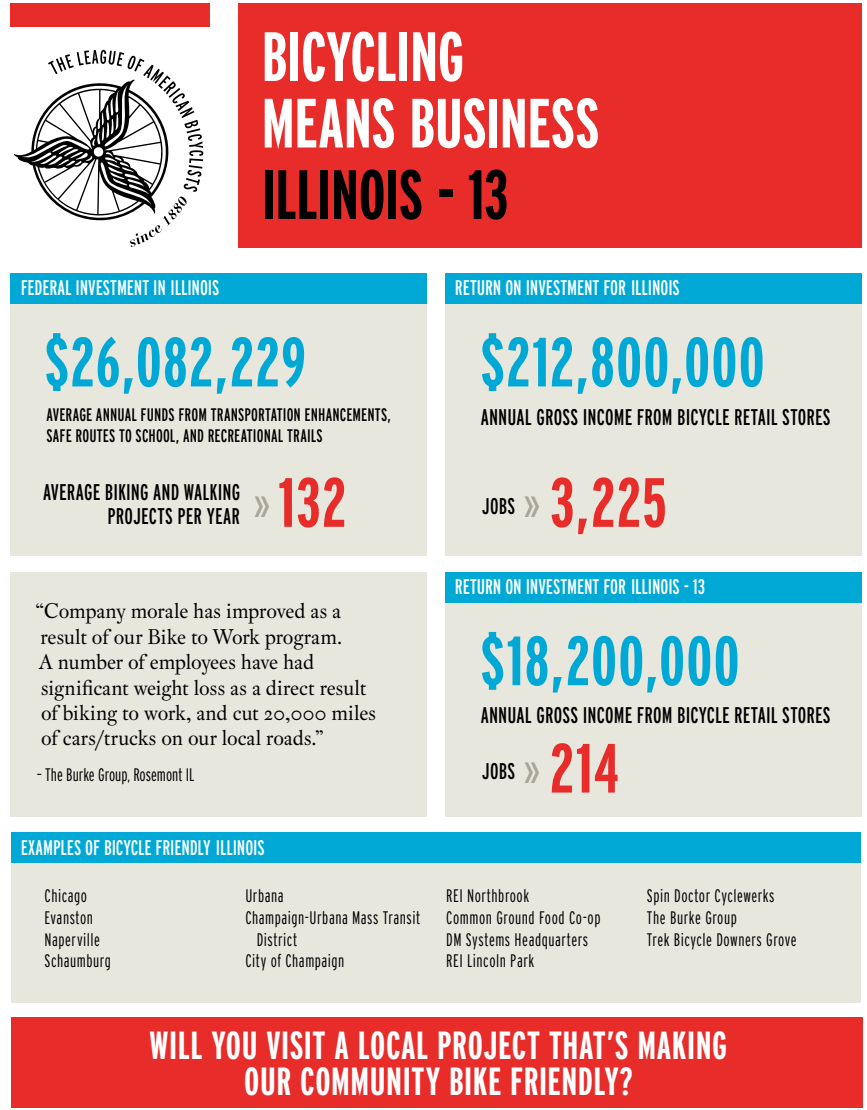 THE LEAGUE OF AMERICAN BICYCLISTS
since 1880
BICYCLING
MEANS BUSINESS
ILLINOIS - 13
FEDERAL INVESTMENT IN ILLINOIS
$26,082,229
AVERAGE ANNUAL FUNDS FROM TRANSPORTATION ENHANCEMENTS,
SAFE ROUTES TO SCHOOL, AND RECREATIONAL TRAILS
AVERAGE BIKING AND WALKING
PROJECTS PER YEAR » 132
RETURN ON INVESTMENT FOR ILLINOIS
$212,800,000
ANNUAL GROSS INCOME FROM BICYCLE RETAIL STORES
JOBS » 3,225
“Company morale has improved as a
result of our Bike to Work program.
A number of employees have had
significant weight loss as a direct result
of biking to work, and cut 20,000 miles
of cars/trucks on our local roads.”
- The Burke Group, Rosemont IL
RETURN ON INVESTMENT FOR ILLINOIS - 13
$18,200,000
ANNUAL GROSS INCOME FROM BICYCLE RETAIL STORES
JOBS » 214
EXAMPLES OF BICYCLE FRIENDLY ILLINOIS
Chicago
Evanston
Naperville
Schaumburg
Urbana
Champaign-Urbana Mass Transit
District
City of Champaign
REI Northbrook
Common Ground Food Co-op
DM Systems Headquarters
REI Lincoln Park
Spin Doctor Cyclewerks
The Burke Group
Trek Bicycle Downers Grove
WILL YOU VISIT A LOCAL PROJECT THAT’S MAKING
OUR COMMUNITY BIKE FRIENDLY?